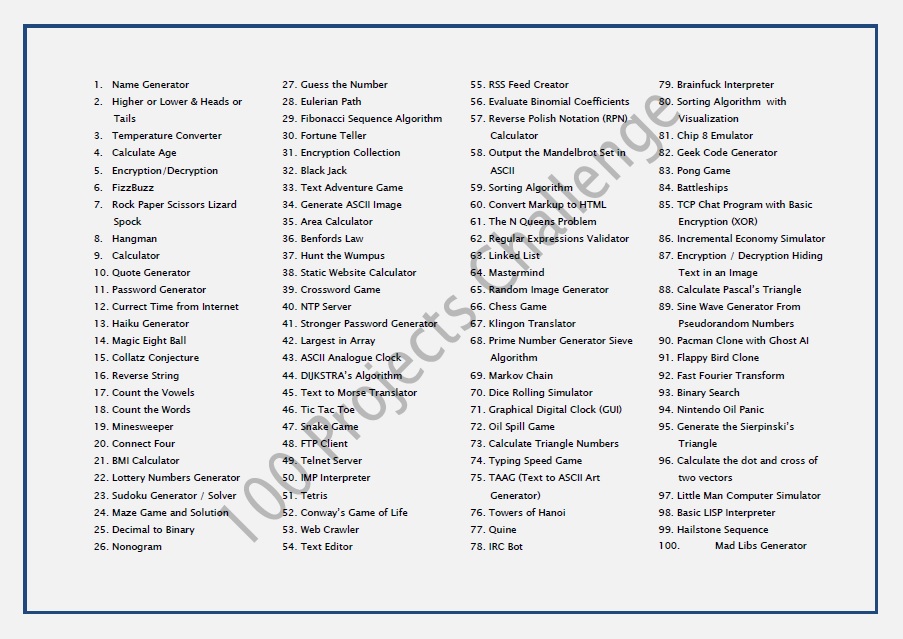 1. Name Generator
2. Higher or Lower & Heads or
Tails
3. Temperature Converter
4. Calculate Age
5. Encryption/Decryption
6. FizzBuzz
7. Rock Paper Scissors Lizard
Spock
8. Hangman
9. Calculator
10. Quote Generator
11. Password Generator
12. Currect Time from Internet
13. Haiku Generator
14. Magic Eight Ball
15. Collatz Conjecture
16. Reverse String
17. Count the Vowels
18. Count the Words
19. Minesweeper
20. Connect Four
21. BMI Calculator
22. Lottery Numbers Generator
23. Sudoku Generator / Solver
24. Maze Game and Solution
25. Decimal to Binary
26. Nonogram
27. Guess the Number
28. Eulerian Path
29. Fibonacci Sequence Algorithm
30. Fortune Teller
31. Encryption Collection
32. Black Jack
33. Text Adventure Game
34. Generate ASCII Image
35. Area Calculator
36. Benfords Law
37. Hunt the Wumpus
38. Static Website Calculator
39. Crossword Game
40. NTP Server
41. Stronger Password Generator
42. Largest in Array
43. ASCII Analogue Clock
44. DIJKSTRA's Algorithm
45. Text to Morse Translator
46. Tic Tac Toe
47. Snake Game
48. FTP Client
49. Telnet Server
50. IMP Interpreter
51. Tetris
52. Conway's Game of Life
53. Web Crawler
54. Text Editor
55. RSS Feed Creator
56. Evaluate Binomial Coefficients
57. Reverse Polish Notation (RPN)
Calculator
58. Output the Mandelbrot Set in
ASCII
59. Sorting Algorithm
60. Convert Markup to HTML
61. The N Queens Problem
62. Regular Expressions Validator
63. Linked List
64. Mastermind
65. Random Image Generator
66. Chess Game
67. Klingon Translator
68. Prime Number Generator Sieve
Algorithm
69. Markov Chain
70. Dice Rolling Simulator
71. Graphical Digital Clock (GUI)
72. Oil Spill Game
73. Calculate Triangle Numbers
74. Typing Speed Game
75. TAAG (Text to ASCII Art
Generator)
76. Towers of Hanoi
77. Quine
78. IRC Bot
79. Brainfuck Interpreter
80. Sorting Algorithm with
Visualization
81. Chip 8 Emulator
82. Geek Code Generator
83. Pong Game
84. Battleships
85. TCP Chat Program with Basic
Encryption (XOR)
86. Incremental Economy Simulator
87. Encryption / Decryption Hiding
Text in an Image
88. Calculate Pascal's Triangle
89. Sine Wave Generator From
Pseudorandom Numbers
90. Pacman Clone with Ghost AI
91. Flappy Bird Clone
92. Fast Fourier Transform
93. Binary Search
94. Nintendo Oil Panic
95. Generate the Sierpinski's
Triangle
96. Calculate the dot and cross of
two vectors
97. Little Man Computer Simulator
98. Basic LISP Interpreter
99. Hailstone Sequence
100. Mad Libs Generator
100 Projects Challenge